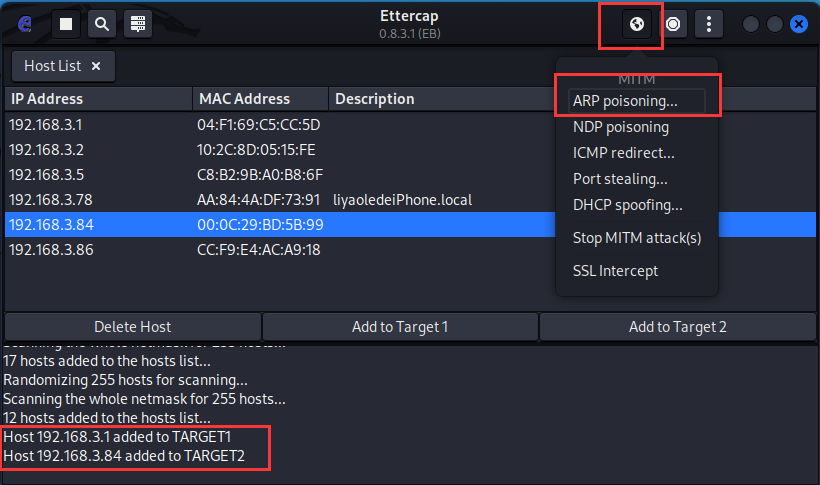 Ettercap
0.8.3.1 (EB)
Host List ×
MITM
ARP poisoning...
NDP poisoning
ICMP redirect...
Port stealing...
DHCP spoofing...
Stop MITM attack(s)
SSL Intercept
IP Address MAC Address Description
192.168.3.1 04:F1:69:C5:CC:5D
192.168.3.2 10:2C:8D:05:15:FE
192.168.3.5 C8:B2:9B:A0:B8:6F
192.168.3.78 AA:84:4A:DF:73:91 liyaoledeiPhone.local
192.168.3.84 00:0C:29:BD:5B:99
192.168.3.86 CC:F9:E4:AC:A9:18
Delete Host Add to Target 1 Add to Target 2
Scanning the whole netmask for 255 hosts...
17 hosts added to the hosts list...
Randomizing 255 hosts for scanning...
Scanning the whole netmask for 255 hosts...
12 hosts added to the hosts list...
Host 192.168.3.1 added to TARGET1
Host 192.168.3.84 added to TARGET2